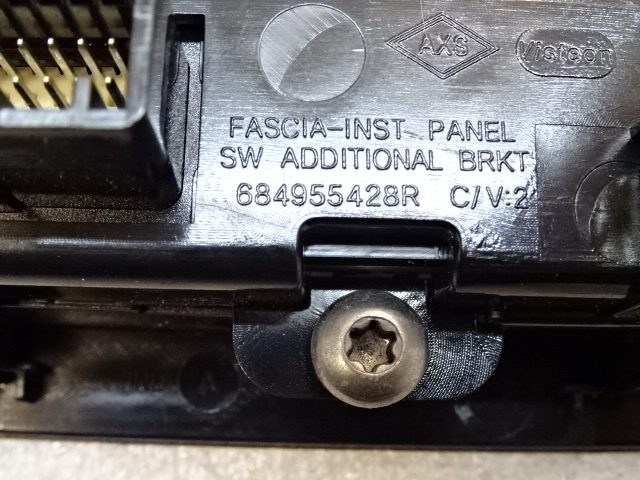 AXS
Visteon
FASCIA-INST PANEL
SW ADDITIONAL BRKT
684955428R C/V:2